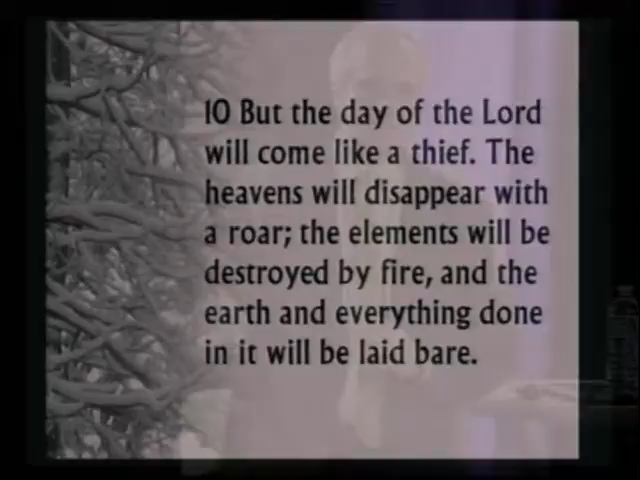 10 But the day of the Lord
will come like a thief. The
heavens will disappear with
a roar; the elements will be
destroyed by fire, and the
earth and everything done
in it will be laid bare.